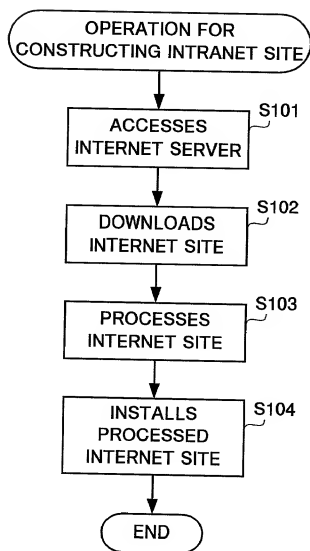 OPERATION FOR
CONSTRUCTING INTRANET SITE
S101
ACCESSES
INTERNET SERVER
S102
DOWNLOADS
INTERNET SITE
S103
PROCESSES
INTERNET SITE
S104
INSTALLS
PROCESSED
INTERNET SITE
END